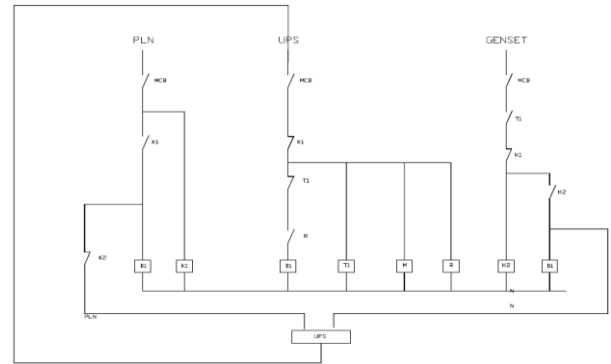 PLN UPS GENSET
MCB MCB MCB
T1
K1 K1
K1
T1
K2
R
K2
B1 K1 B1 T1 M R K2 B1
N
N
PLN
UPS